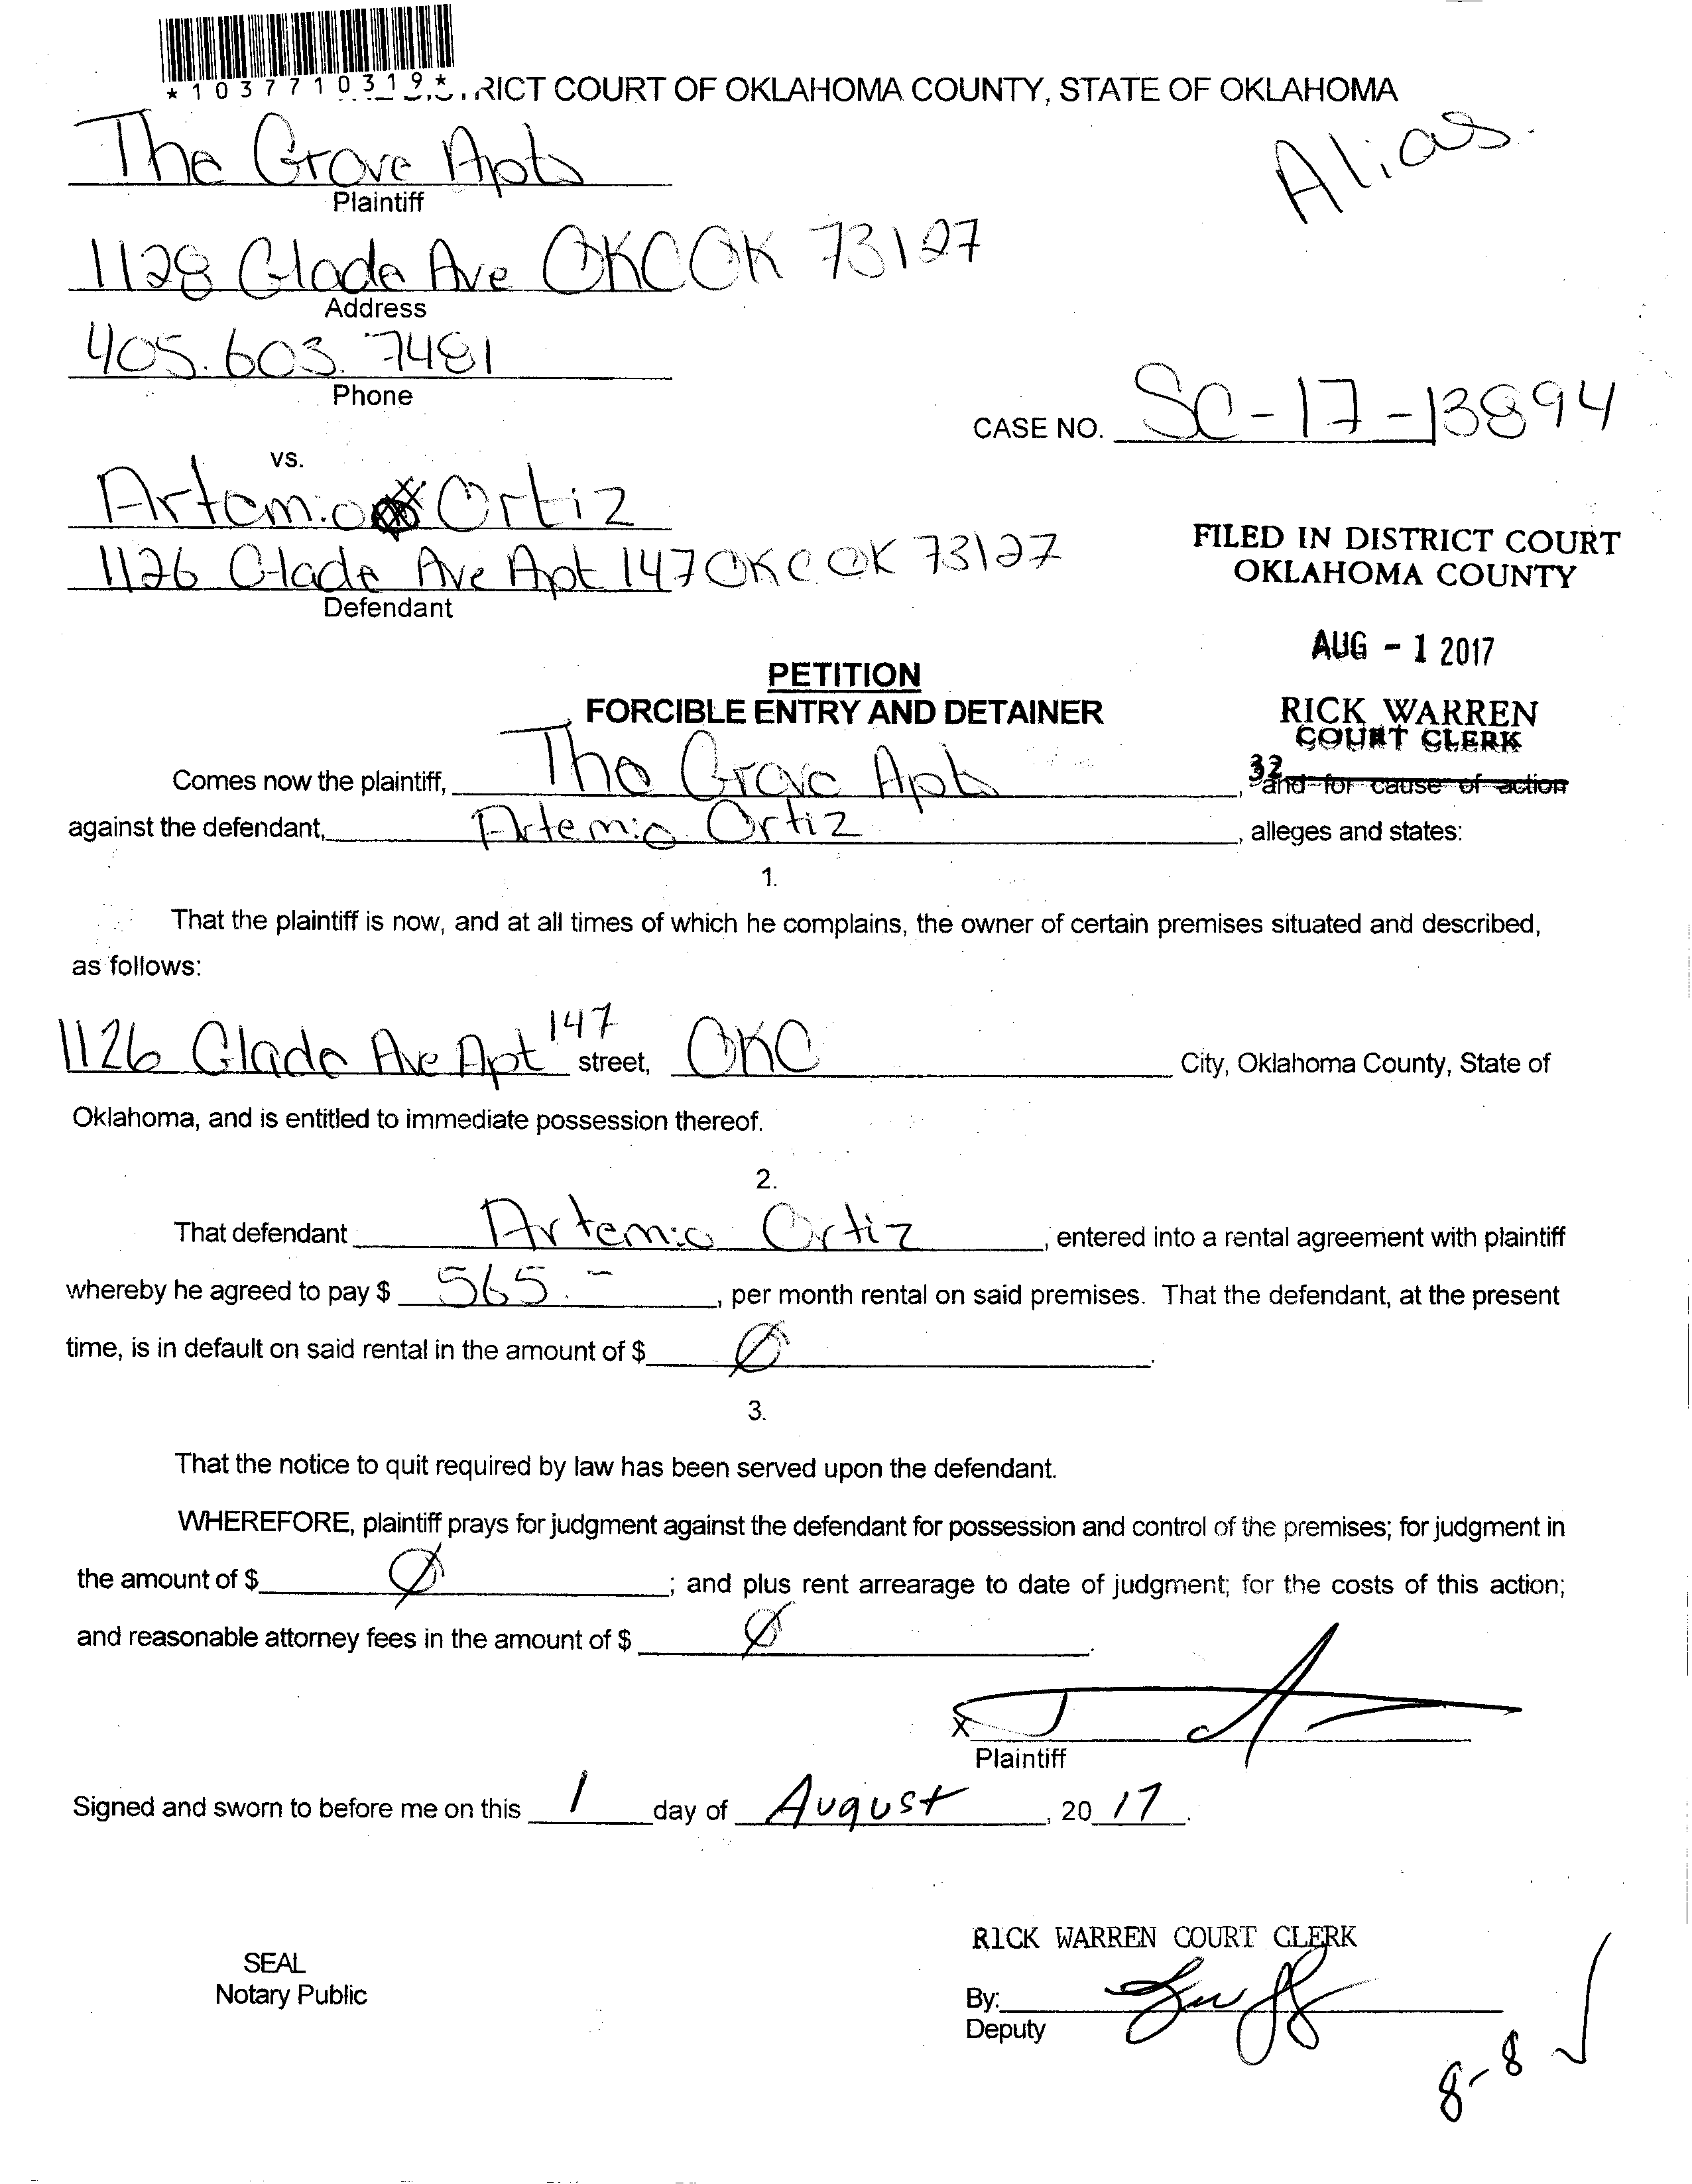 *1037710319*
RICT COURT OF OKLAHOMA COUNTY, STATE OF OKLAHOMA
Alias.
The Grove Apts
Plaintiff
1128 Glade Ave OKC OK 73127
Address
405.603.7481
Phone
CASE NO. SC-17-13894
vs.
Artemio Ortiz
1126 Glade Ave Apt 147 OKC OK 73127
Defendant
FILED IN DISTRICT COURT
OKLAHOMA COUNTY
AUG - 1 2017
RICK WARREN
COURT CLERK
32
PETITION
FORCIBLE ENTRY AND DETAINER
Comes now the plaintiff, The Grove Apts, and for cause of action
against the defendant, Artemio Ortiz, alleges and states:
1.
That the plaintiff is now, and at all times of which he complains, the owner of certain premises situated and described,
as follows:
1126 Glade Ave Apt 147 street, OKC City, Oklahoma County, State of
Oklahoma, and is entitled to immediate possession thereof.
2.
That defendant Artemio Ortiz, entered into a rental agreement with plaintiff
whereby he agreed to pay $ 565.-, per month rental on said premises. That the defendant, at the present
time, is in default on said rental in the amount of $ Ø.
3.
That the notice to quit required by law has been served upon the defendant.
WHEREFORE, plaintiff prays for judgment against the defendant for possession and control of the premises; for judgment in
the amount of $ Ø; and plus rent arrearage to date of judgment; for the costs of this action;
and reasonable attorney fees in the amount of $ Ø.
X
Plaintiff
Signed and sworn to before me on this 1 day of August, 20 17.
RICK WARREN COURT CLERK
SEAL
Notary Public
By:
Deputy
8-8 ✓